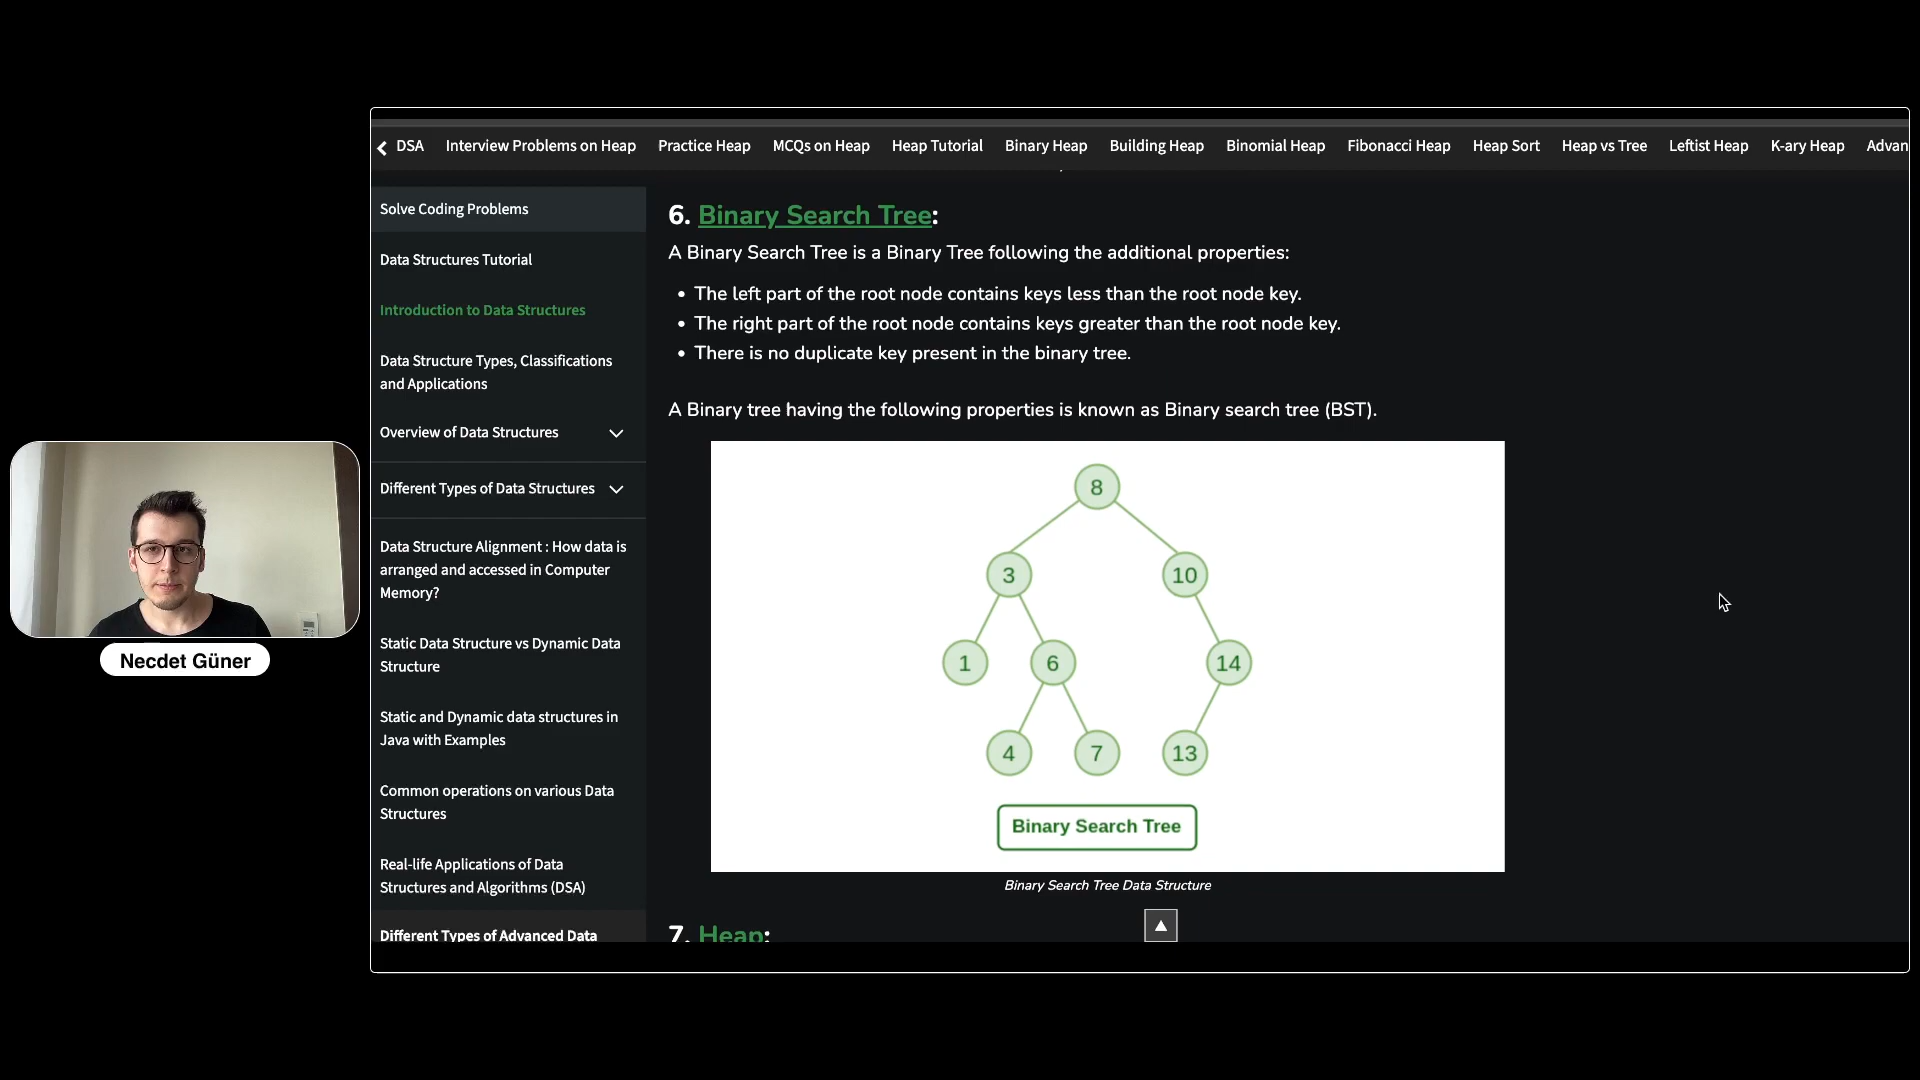 DSA Interview Problems on Heap Practice Heap MCQs on Heap Heap Tutorial Binary Heap Building Heap Binomial Heap Fibonacci Heap Heap Sort Heap vs Tree Leftist Heap K-ary Heap Advan
Solve Coding Problems
Data Structures Tutorial
Introduction to Data Structures
Data Structure Types, Classifications
and Applications
Overview of Data Structures
Different Types of Data Structures
Data Structure Alignment : How data is
arranged and accessed in Computer
Memory?
Static Data Structure vs Dynamic Data
Structure
Static and Dynamic data structures in
Java with Examples
Common operations on various Data
Structures
Real-life Applications of Data
Structures and Algorithms (DSA)
Different Types of Advanced Data
6. Binary Search Tree:
A Binary Search Tree is a Binary Tree following the additional properties:
• The left part of the root node contains keys less than the root node key.
• The right part of the root node contains keys greater than the root node key.
• There is no duplicate key present in the binary tree.
A Binary tree having the following properties is known as Binary search tree (BST).
8
3 10
1 6 14
4 7 13
Binary Search Tree
Binary Search Tree Data Structure
7. Heap:
Necdet Güner